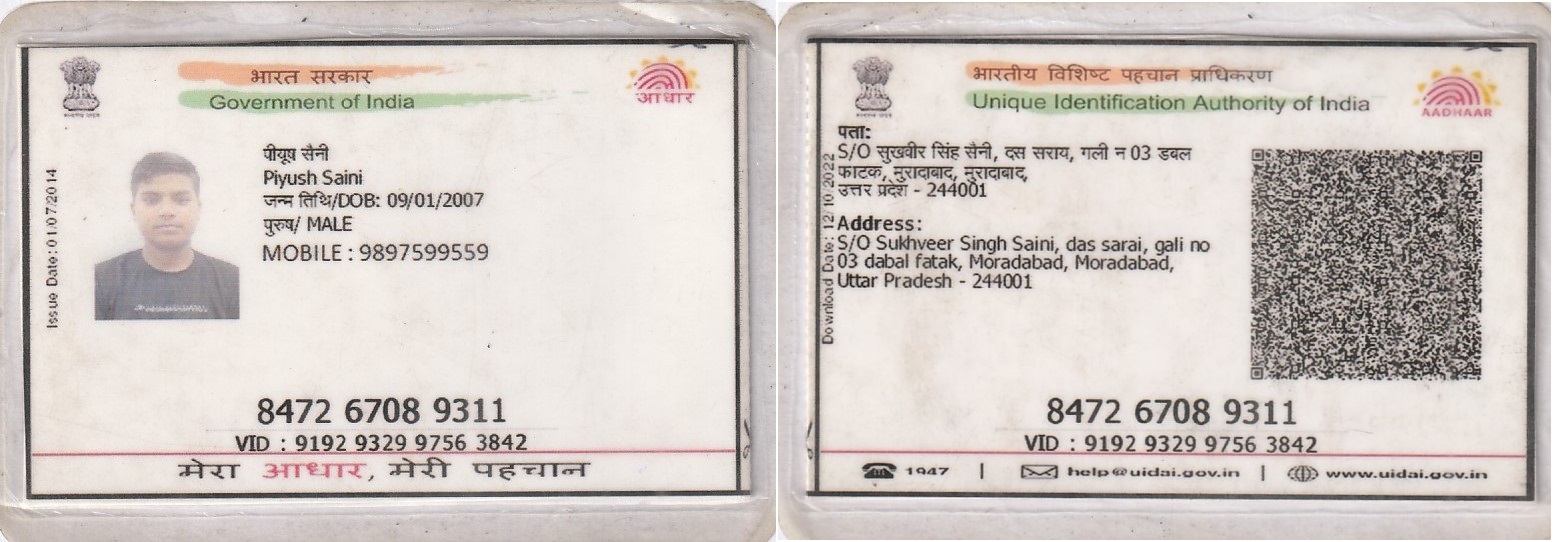 भारत सरकार
Government of India
आधार
Issue Date: 01/07/2014
पीयूष सैनी
Piyush Saini
जन्म तिथि/DOB: 09/01/2007
पुरुष/ MALE
MOBILE : 9897599559
8472 6708 9311
VID : 9192 9329 9756 3842
मेरा आधार, मेरी पहचान
भारतीय विशिष्ट पहचान प्राधिकरण
Unique Identification Authority of India
AADHAAR
Download Date: 12/10/2022
पता:
S/O सुखवीर सिंह सैनी, दस सराय, गली न 03 डबल
फाटक, मुरादाबाद, मुरादाबाद,
उत्तर प्रदेश - 244001
Address:
S/O Sukhveer Singh Saini, das sarai, gali no
03 dabal fatak, Moradabad, Moradabad,
Uttar Pradesh - 244001
8472 6708 9311
VID : 9192 9329 9756 3842
1947 | help@uidai.gov.in | www.uidai.gov.in